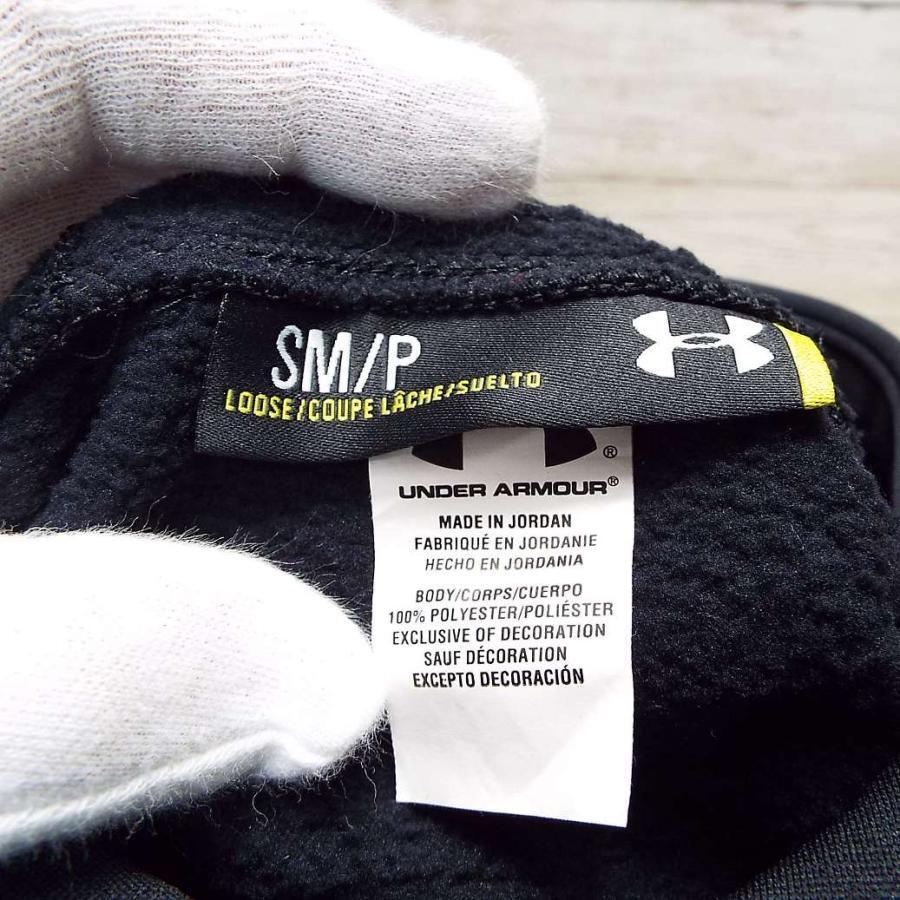 SM/P
LOOSE/COUPE LÂCHE/SUELTO
®
UNDER ARMOUR®
MADE IN JORDAN
FABRIQUÉ EN JORDANIE
HECHO EN JORDANIA
BODY/CORPS/CUERPO
100% POLYESTER/POLIÉSTER
EXCLUSIVE OF DECORATION
SAUF DÉCORATION
EXCEPTO DECORACIÓN